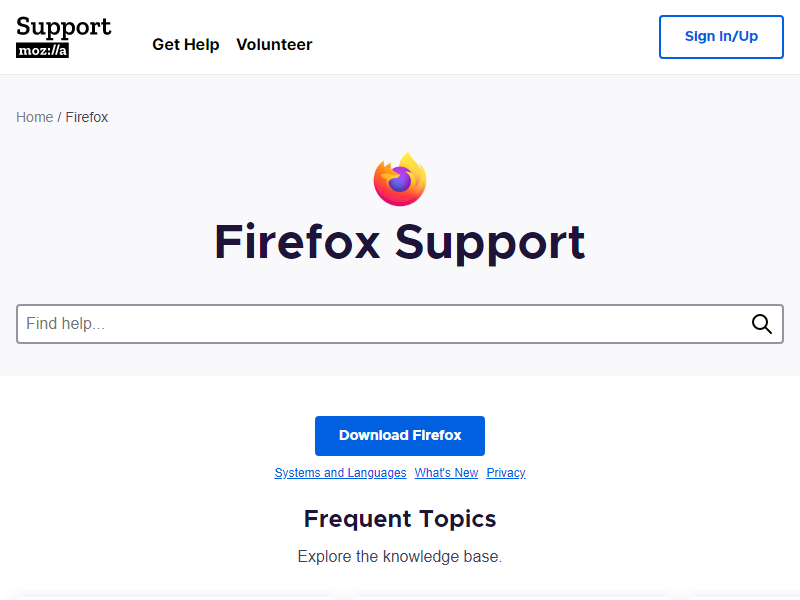 Support
moz://a
Get Help Volunteer
Sign In/Up
Home / Firefox
Firefox Support
Find help...
Download Firefox
Systems and Languages What's New Privacy
Frequent Topics
Explore the knowledge base.